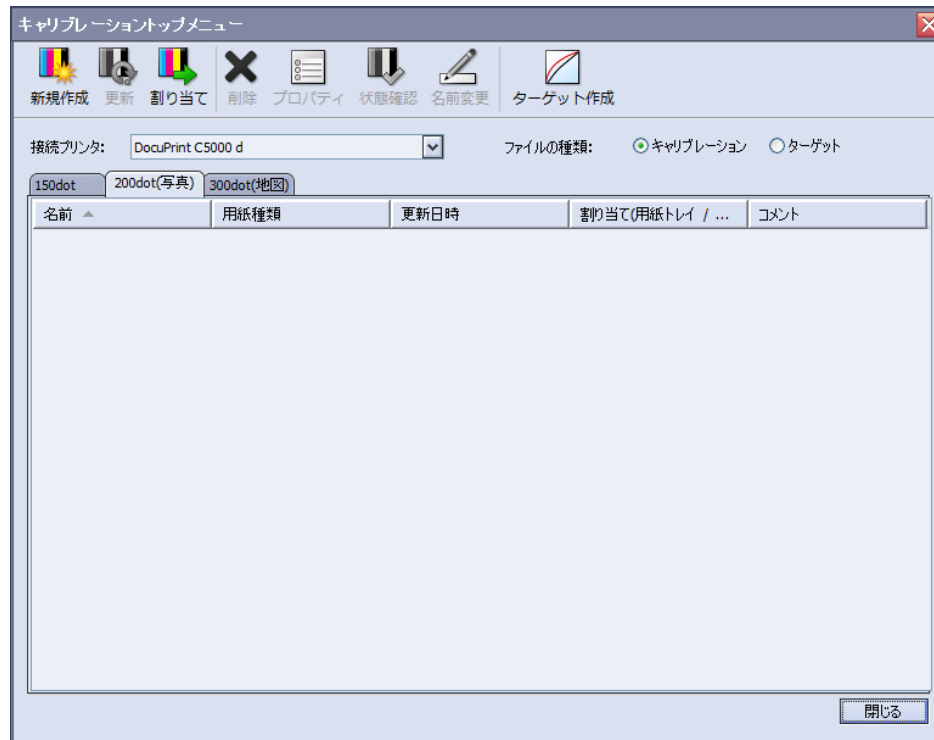 キャリブレーショントップメニュー
新規作成 更新 割り当て 削除 プロパティ 状態確認 名前変更 ターゲット作成
接続プリンタ: DocuPrint C5000 d ファイルの種類: キャリブレーション ターゲット
150dot 200dot(写真) 300dot(地図)
名前 用紙種類 更新日時 割り当て(用紙トレイ / ... コメント
閉じる